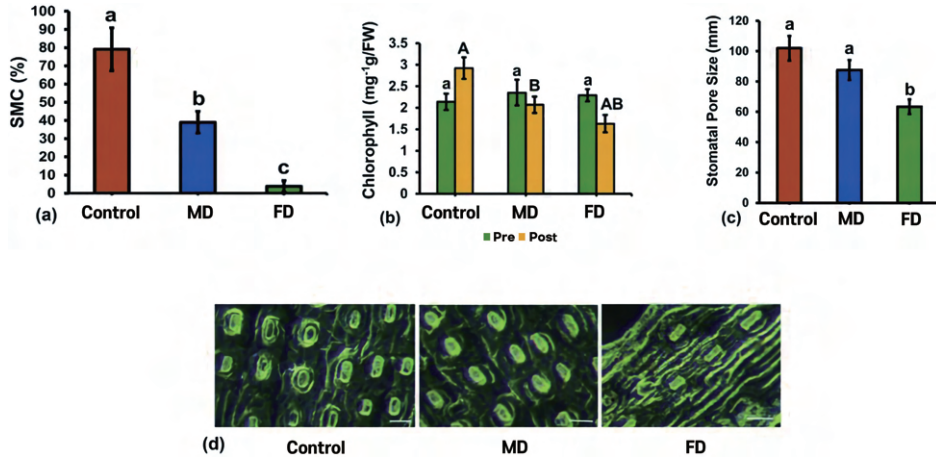 SMC (%)
100
90
80
70
60
50
40
30
20
10
0
a
b
c
Control MD FD
(a)
Chlorophyll (mg⁻¹g/FW)
3.5
3
2.5
2
1.5
1
0.5
0
a A a B a AB
Control MD FD
(b)
Pre Post
Stomatal Pore Size (mm)
120
100
80
60
40
20
0
a
a
b
Control MD FD
(c)
(d) Control MD FD